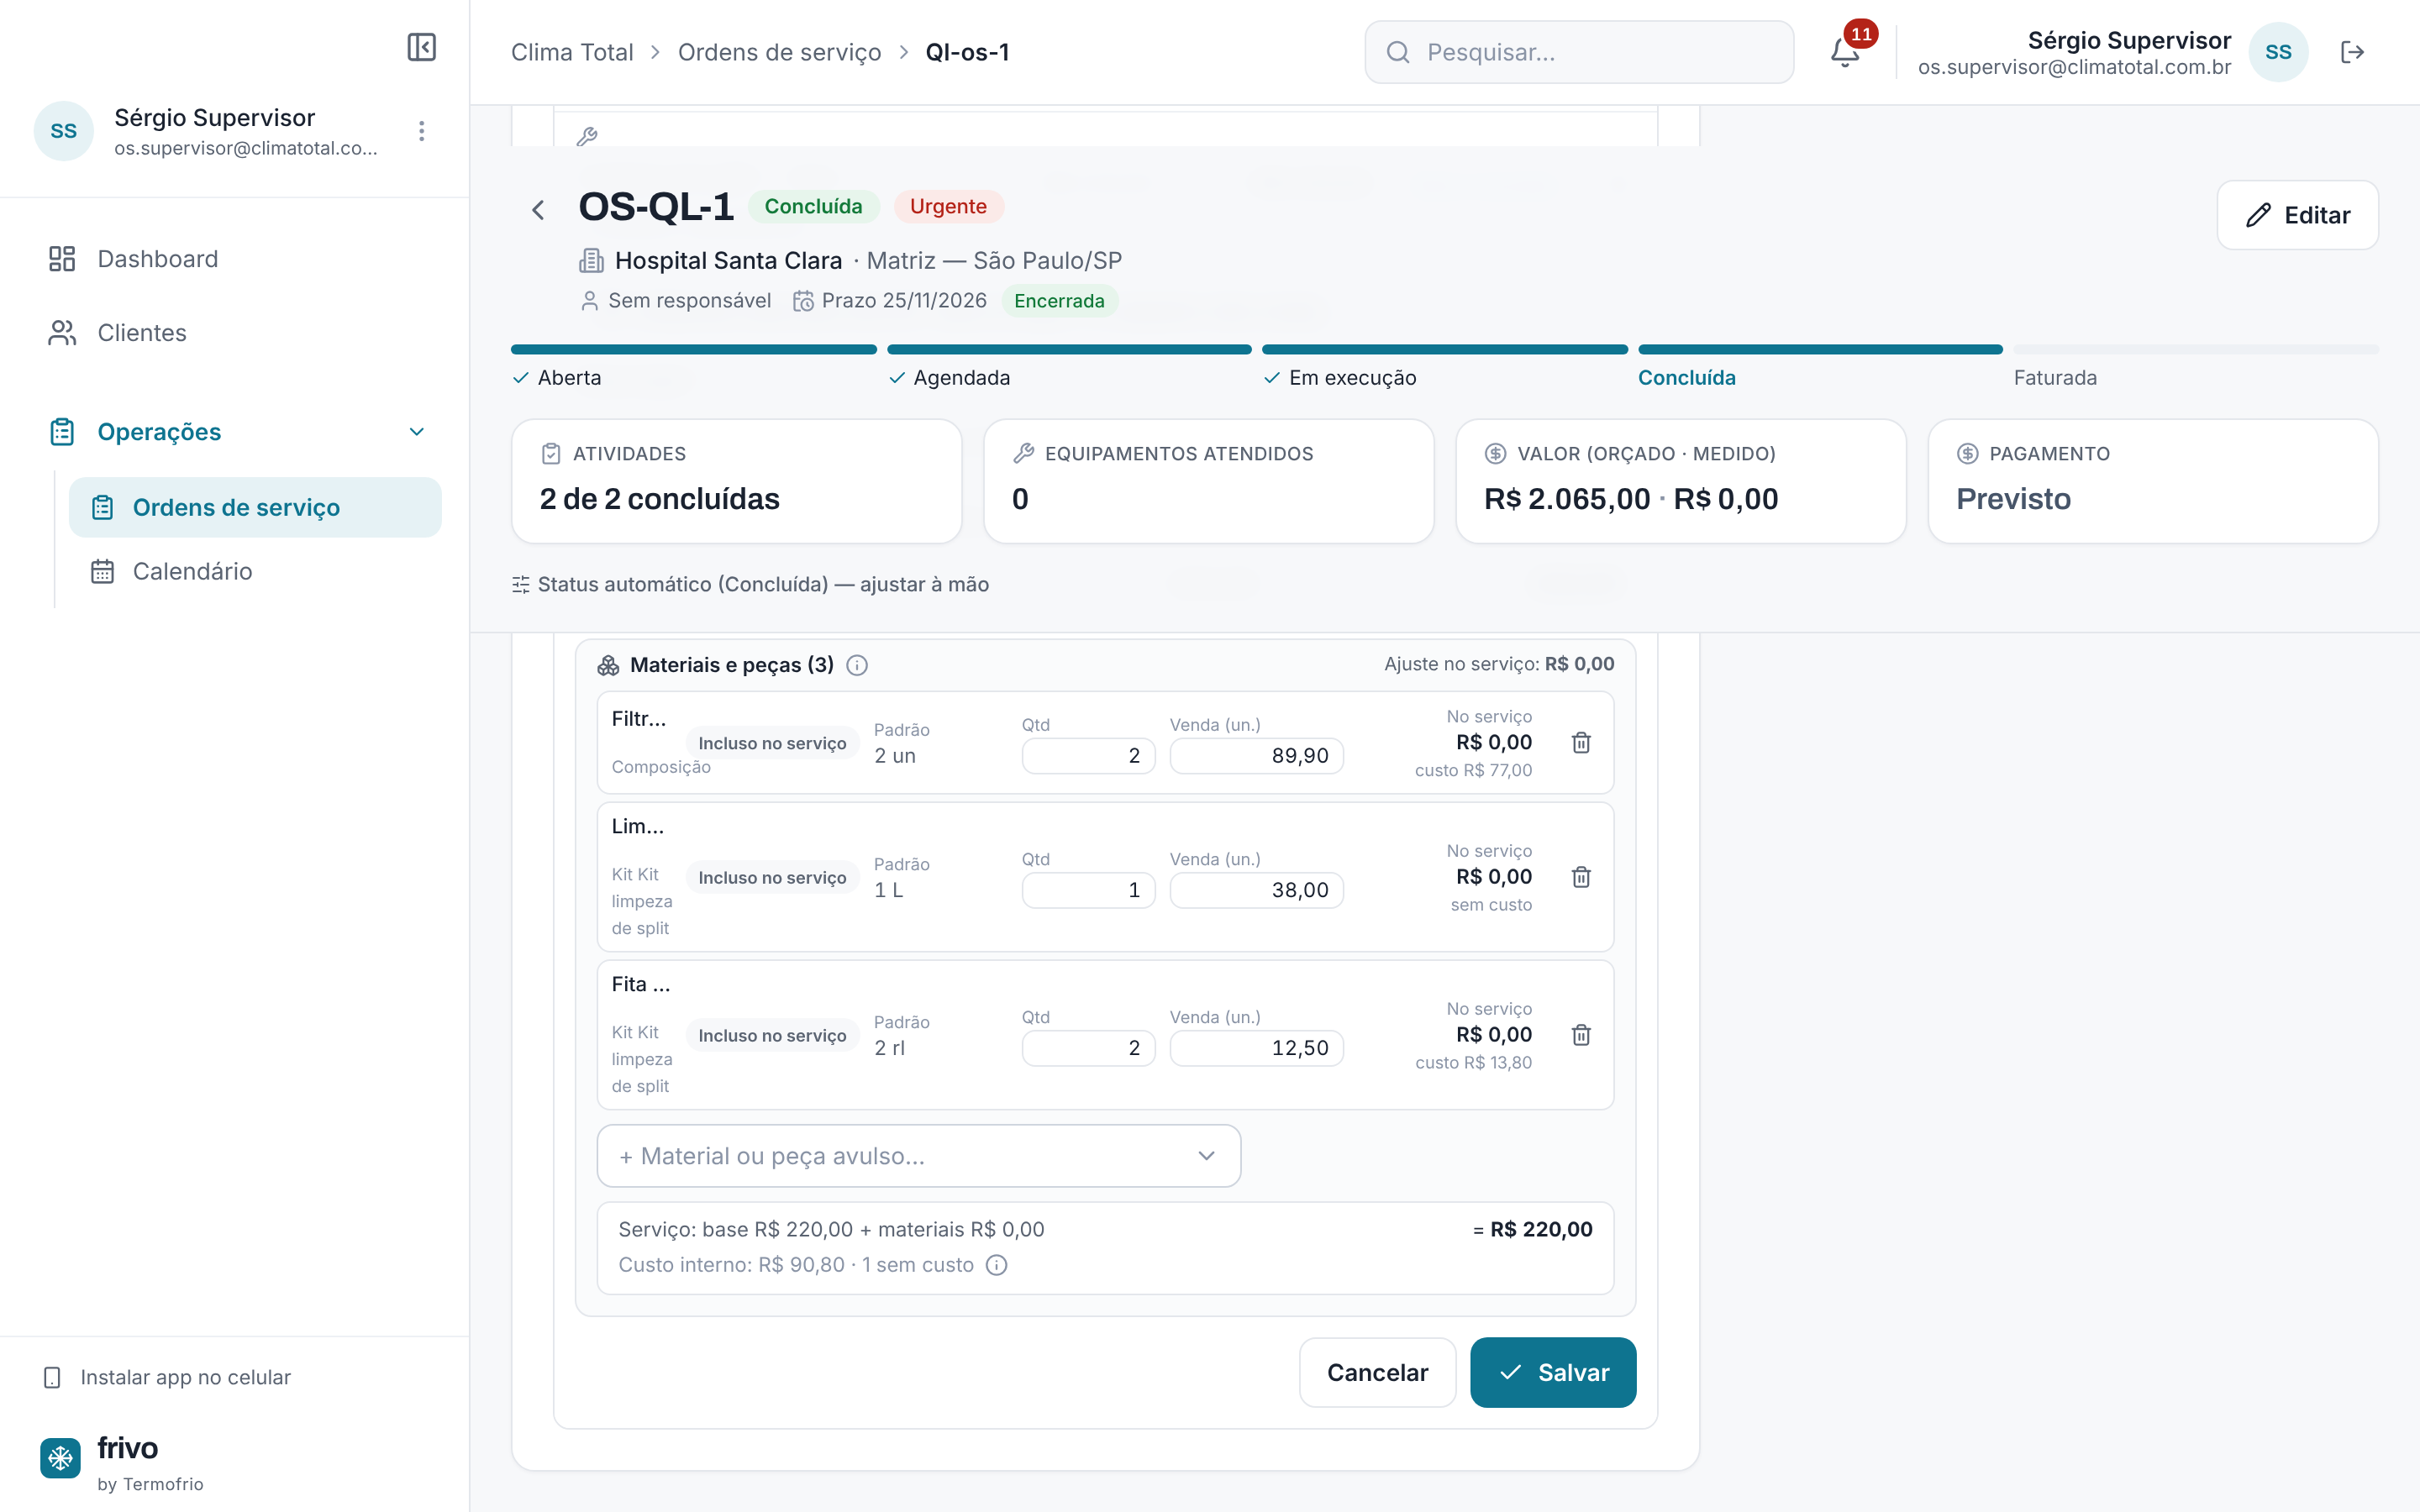 Clima Total > Ordens de serviço > Ql-os-1
Pesquisar...
11
Sérgio Supervisor
os.supervisor@climatotal.com.br
SS
SS
Sérgio Supervisor
os.supervisor@climatotal.co...
Dashboard
Clientes
Operações
Ordens de serviço
Calendário
Instalar app no celular
frivo
by Termofrio
OS-QL-1
Concluída
Urgente
Editar
Hospital Santa Clara · Matriz — São Paulo/SP
Sem responsável
Prazo 25/11/2026
Encerrada
Aberta
Agendada
Em execução
Concluída
Faturada
ATIVIDADES
2 de 2 concluídas
EQUIPAMENTOS ATENDIDOS
0
VALOR (ORÇADO · MEDIDO)
R$ 2.065,00 · R$ 0,00
PAGAMENTO
Previsto
Status automático (Concluída) — ajustar à mão
Materiais e peças (3)
Ajuste no serviço: R$ 0,00
Filtr...
Composição
Incluso no serviço
Padrão
2 un
Qtd
2
Venda (un.)
89,90
No serviço
R$ 0,00
custo R$ 77,00
Lim...
Kit Kit
limpeza
de split
Incluso no serviço
Padrão
1 L
Qtd
1
Venda (un.)
38,00
No serviço
R$ 0,00
sem custo
Fita ...
Kit Kit
limpeza
de split
Incluso no serviço
Padrão
2 rl
Qtd
2
Venda (un.)
12,50
No serviço
R$ 0,00
custo R$ 13,80
+ Material ou peça avulso...
Serviço: base R$ 220,00 + materiais R$ 0,00
= R$ 220,00
Custo interno: R$ 90,80 · 1 sem custo
Cancelar
Salvar